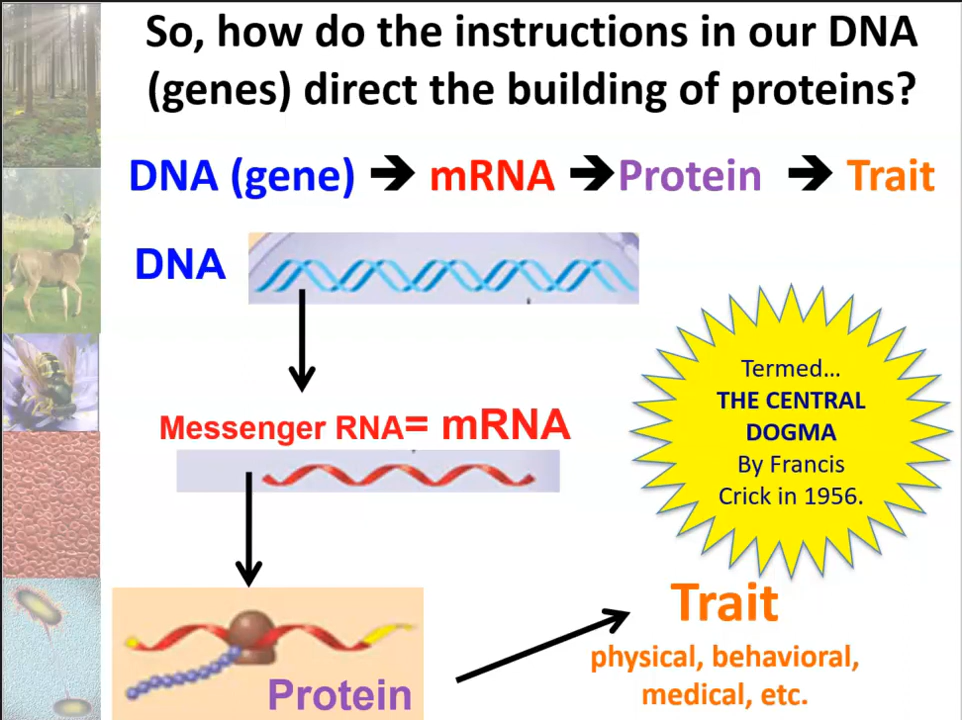 So, how do the instructions in our DNA
(genes) direct the building of proteins?
DNA (gene) ➔ mRNA ➔ Protein ➔ Trait
DNA
Messenger RNA= mRNA
Termed…
THE CENTRAL
DOGMA
By Francis
Crick in 1956.
Protein
Trait
physical, behavioral,
medical, etc.